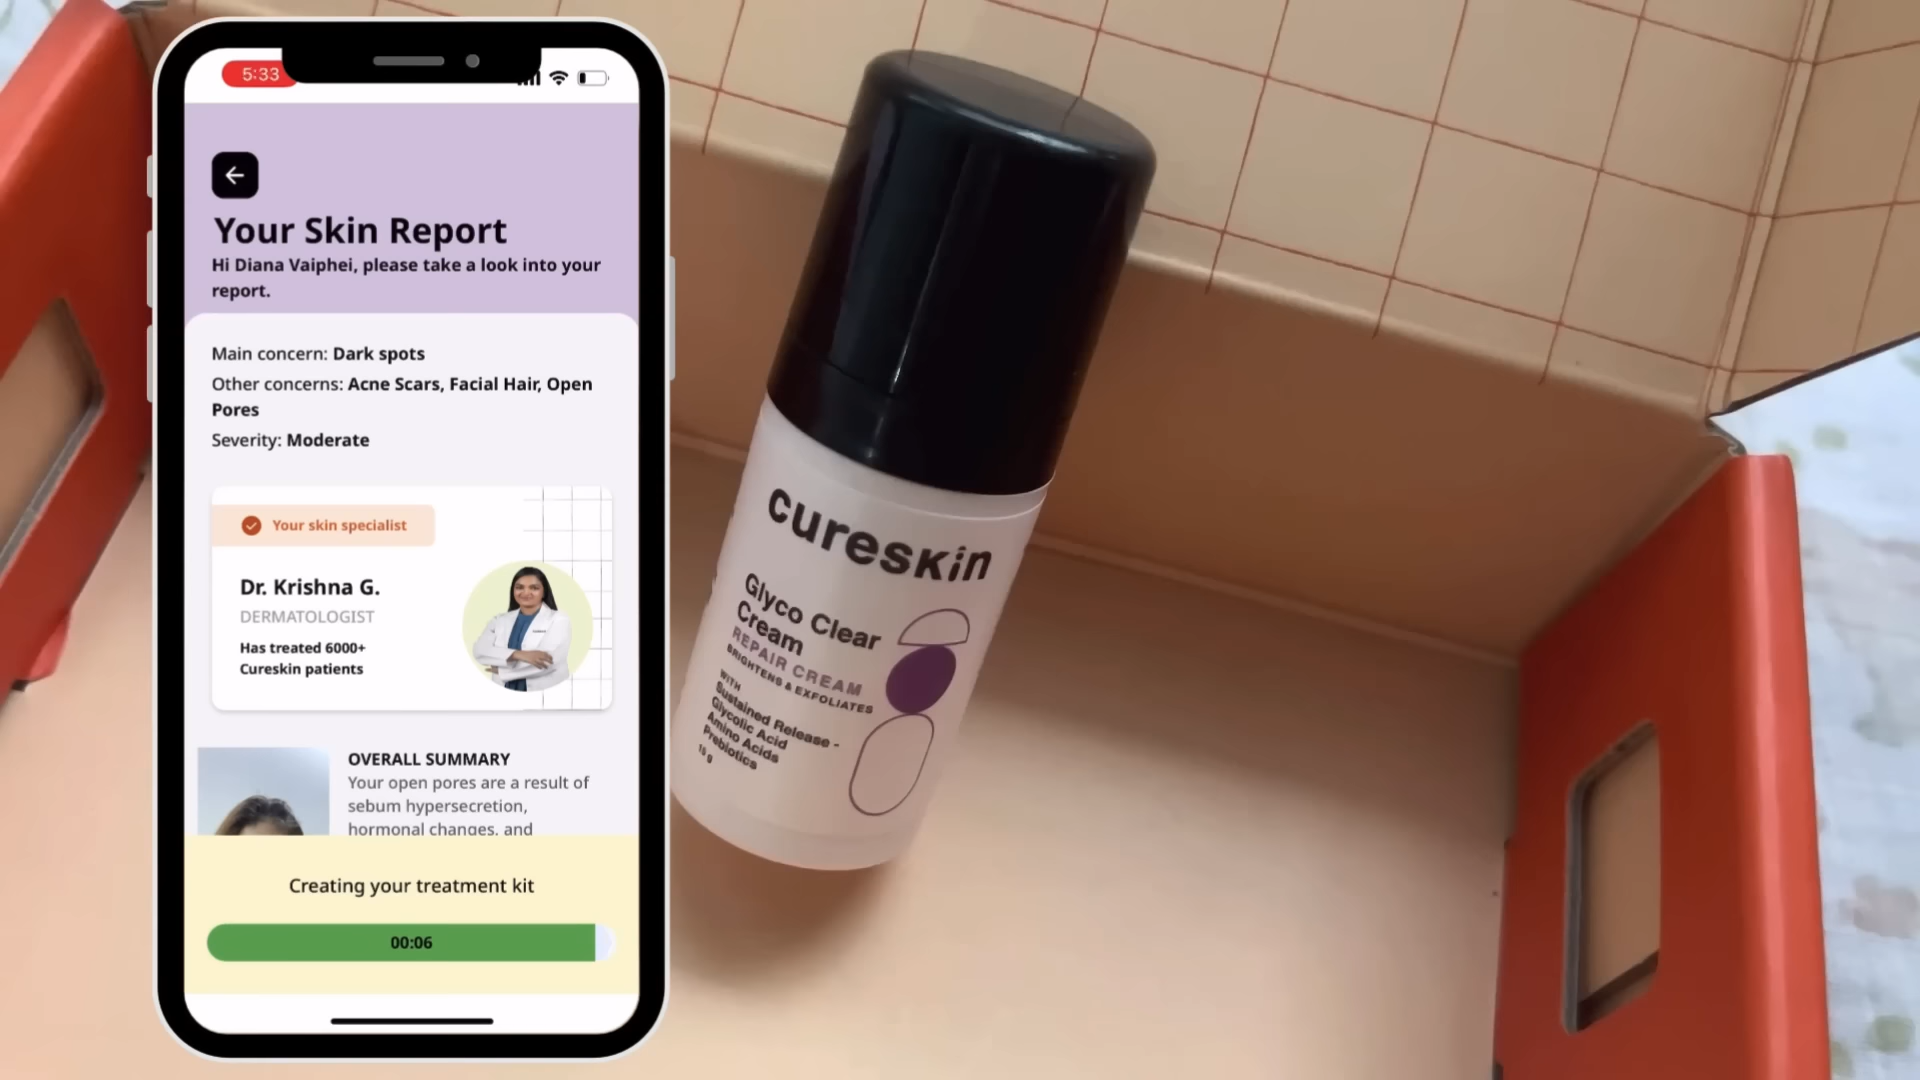 5:33
Your Skin Report
Hi Diana Vaiphei, please take a look into your
report.
Main concern: Dark spots
Other concerns: Acne Scars, Facial Hair, Open
Pores
Severity: Moderate
Your skin specialist
Dr. Krishna G.
DERMATOLOGIST
Has treated 6000+
Cureskin patients
OVERALL SUMMARY
Your open pores are a result of
sebum hypersecretion,
hormonal changes, and
Creating your treatment kit
00:06
cureskin
Glyco Clear
Cream
REPAIR CREAM
BRIGHTENS & EXFOLIATES
WITH
Sustained Release -
Glycolic Acid
Amino Acids
Prebiotics
15 g